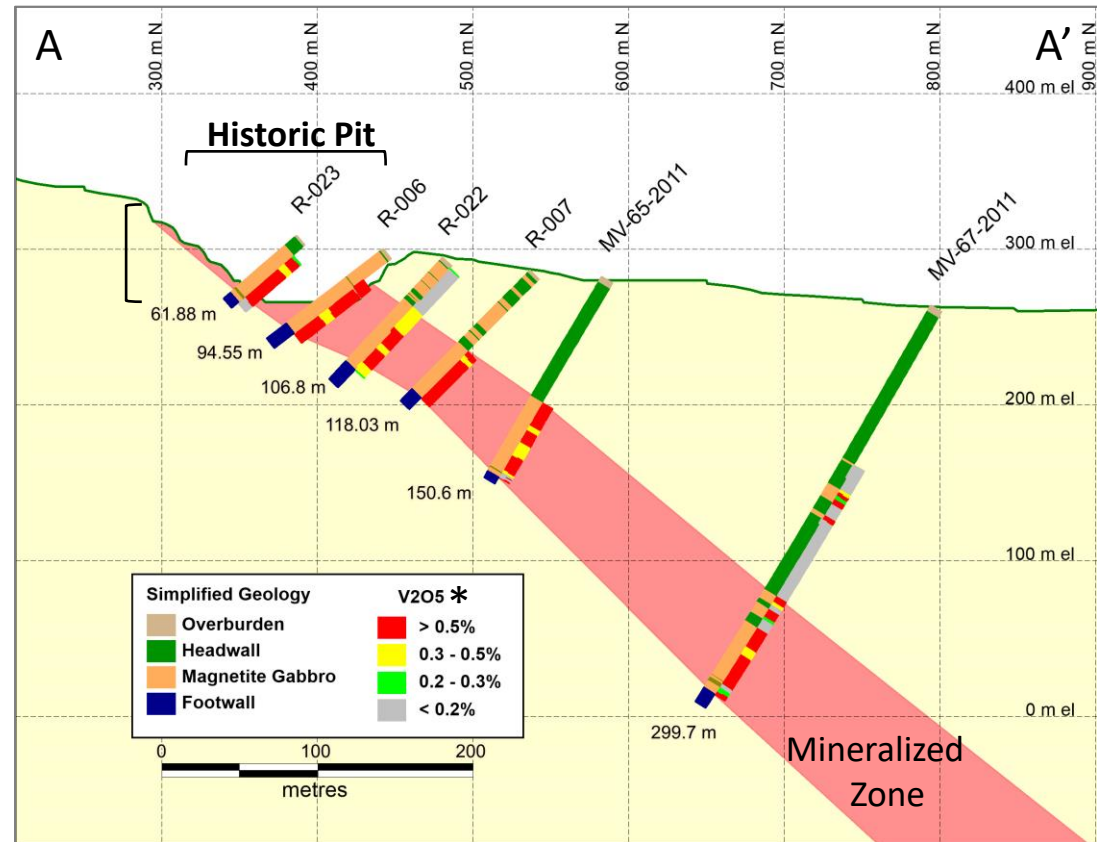 A
A’
300 m N
400 m N
500 m N
600 m N
700 m N
800 m N
900 m N
400 m el
Historic Pit
R-023
R-006
R-022
R-007
MV-65-2011
MV-67-2011
300 m el
61.88 m
94.55 m
106.8 m
118.03 m
200 m el
150.6 m
100 m el
Simplified Geology
Overburden
Headwall
Magnetite Gabbro
Footwall
V2O5 *
> 0.5%
0.3 - 0.5%
0.2 - 0.3%
< 0.2%
0 m el
299.7 m
Mineralized
Zone
0 100 200
metres